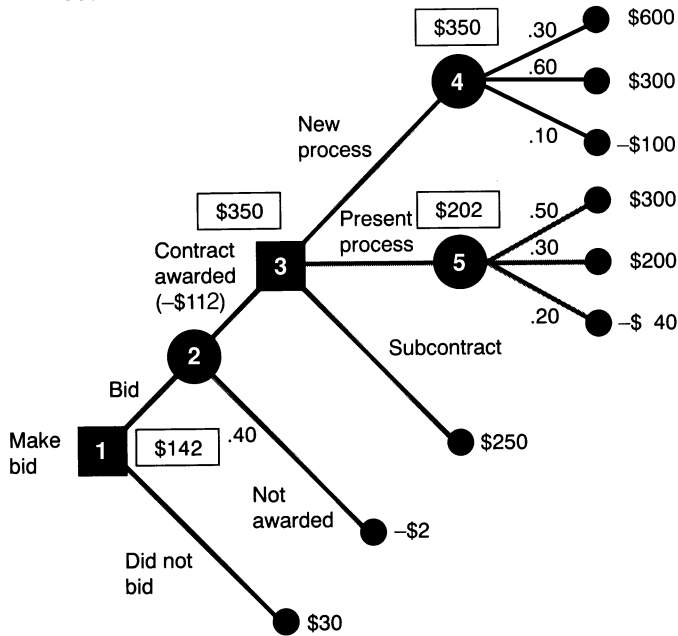 $350
.30
$600
4
.60
$300
.10
–$100
New
process
$350
Present
process
$202
.50
$300
3
5
.30
$200
Contract
awarded
(–$112)
.20
–$ 40
2
Subcontract
Bid
Make
bid
1
$142
.40
$250
Not
awarded
–$2
Did not
bid
$30